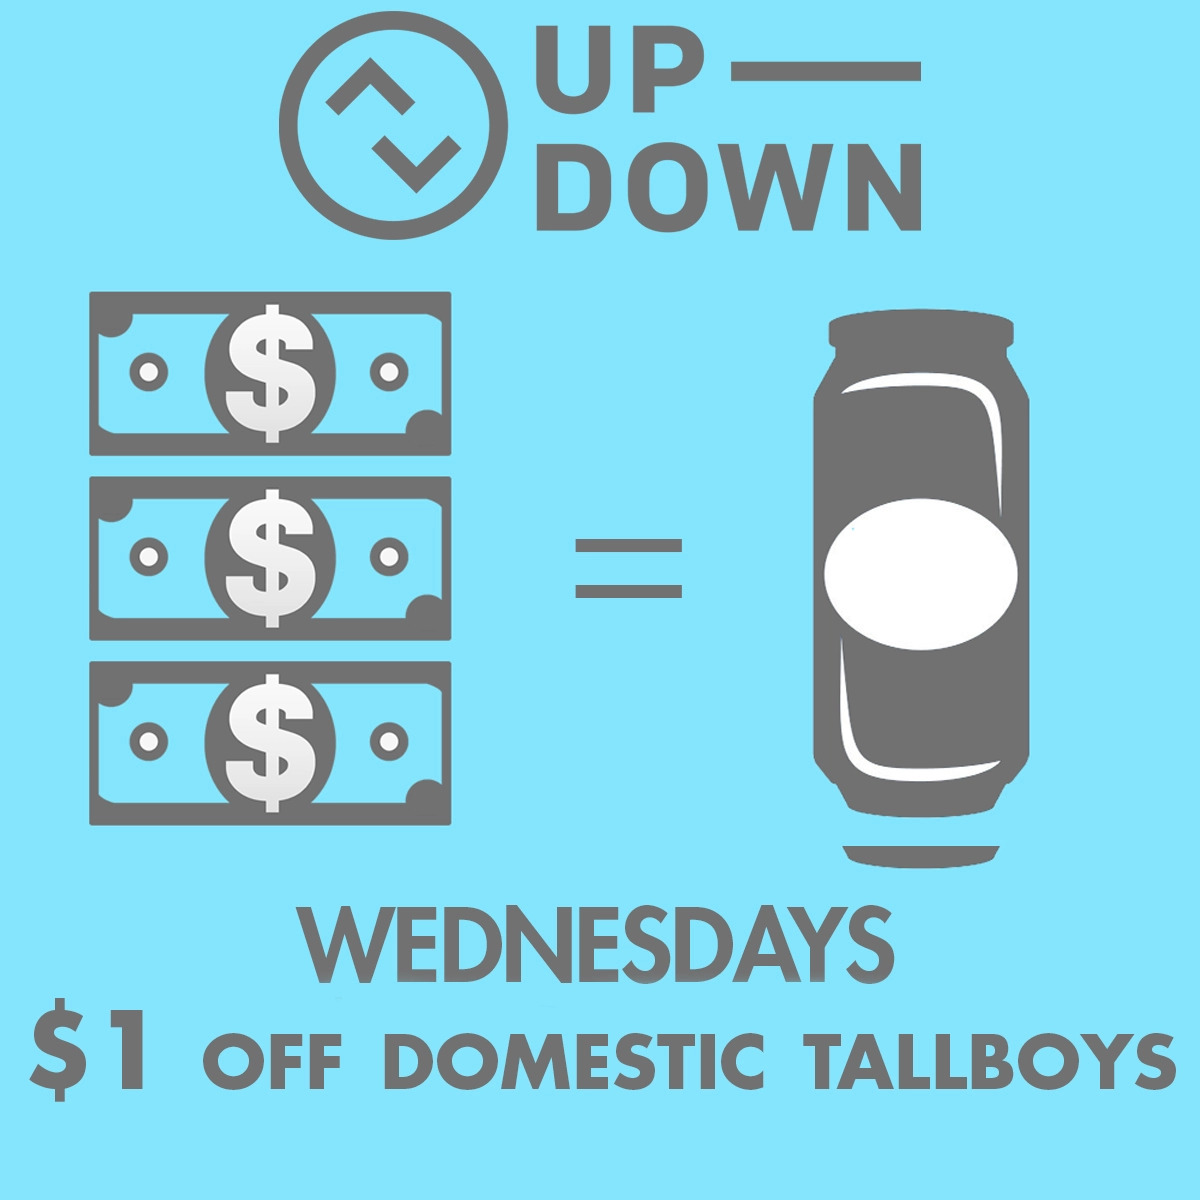 UP
DOWN
$
$
$
=
WEDNESDAYS
$1 OFF DOMESTIC TALLBOYS